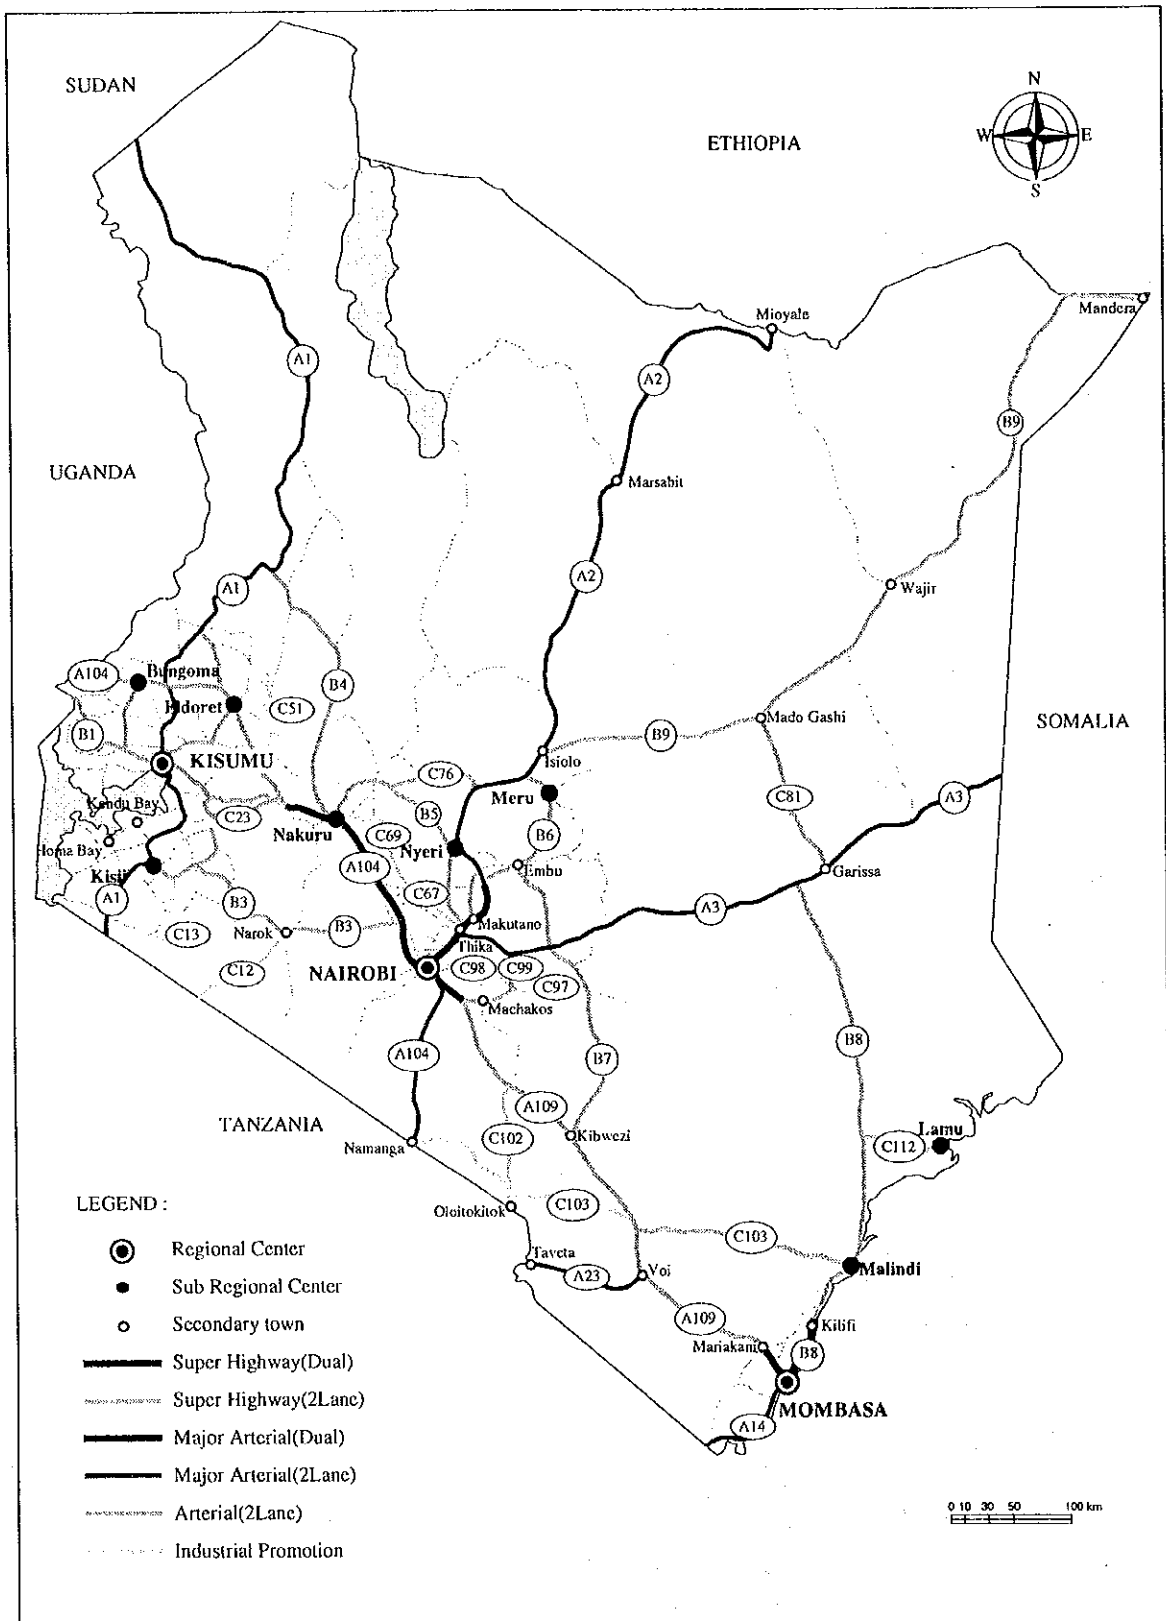 SUDAN
ETHIOPIA
N
W
E
S
Mandera
Mioyale
A1
A2
B9
UGANDA
Marsabit
A2
A1
Wajir
A104
Bungoma
B4
Eldoret
C51
Mado Gashi
SOMALIA
B1
B9
KISUMU
Isiolo
C76
Meru
C81
A3
Kendu Bay
C23
B5
Nakuru
C69
B6
Homa Bay
Nyeri
A104
Embu
Garissa
Kisii
A1
B3
C67
A3
Makutano
C13
Narok
B3
Thika
C12
NAIROBI
C98
C99
C97
Machakos
B8
A104
B7
TANZANIA
A109
C102
Kibwezi
Lamu
C112
Namanga
LEGEND :
Oloitokitok
C103
C103
Regional Center
Taveta
A23
Voi
Malindi
Sub Regional Center
A109
Kilifi
Secondary town
Mariakani
B8
Super Highway(Dual)
MOMBASA
Super Highway(2Lane)
A14
Major Arterial(Dual)
Major Arterial(2Lane)
Arterial(2Lane)
0 10 30 50 100 km
Industrial Promotion